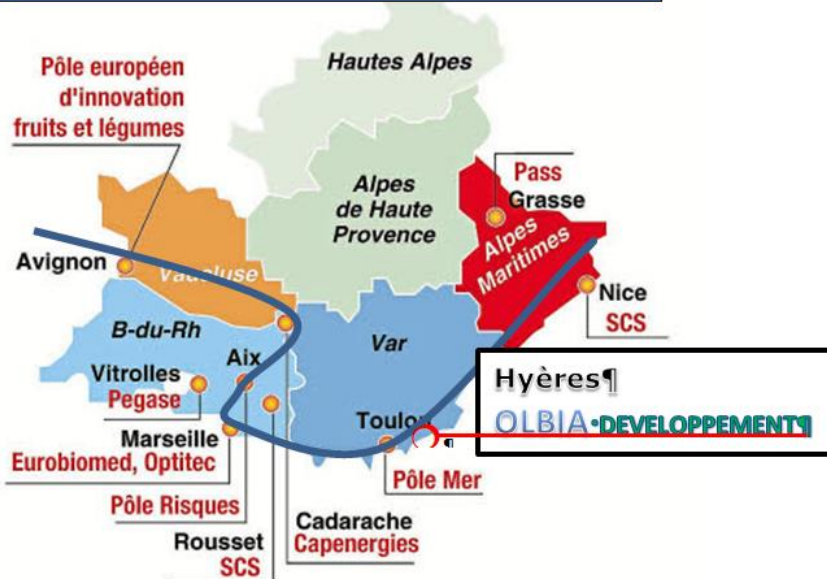 Hautes Alpes
Pôle européen
d'innovation
fruits et légumes
Alpes
de Haute
Provence
Pass
Grasse
Alpes
Maritimes
Avignon
Vaucluse
Nice
SCS
B-du-Rh
Var
Aix
Vitrolles
Pegase
Hyères¶
OLBIA·DEVELOPPEMENT¶
Toulon
¶
Marseille
Eurobiomed, Optitec
Pôle Mer
Pôle Risques
Cadarache
Capenergies
Rousset
SCS